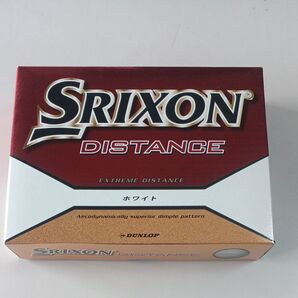 SRIXON
DISTANCE
EXTREME DISTANCE
ホワイト
Aerodynamically superior dimple pattern
DUNLOP
SRIXON
DISTANCE